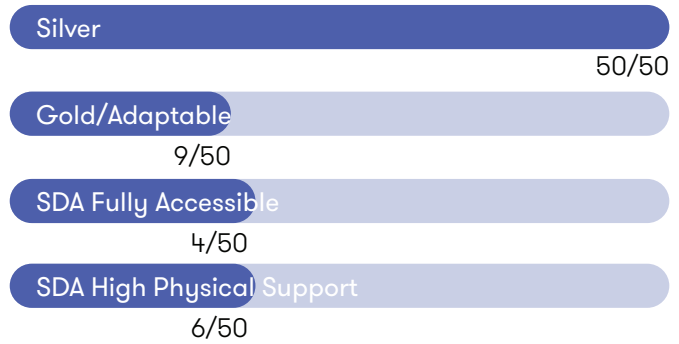 Silver
50/50
Gold/Adaptable
9/50
SDA Fully Accessible
4/50
SDA High Physical Support
6/50